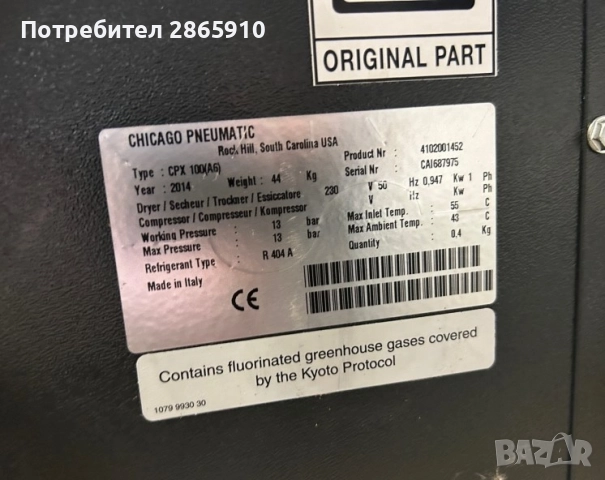 Потребител 2865910
ORIGINAL PART
CHICAGO PNEUMATIC
Rock Hill, South Carolina USA
Type : CPX 100(A6) Product Nr : 4102001452
Year : 2014 Weight : 44 Kg Serial Nr : CAI687975
Dryer / Secheur / Trockner / Essiccatore 230 V 50 Hz 0,947 Kw 1 Ph
Compressor / Compresseur / Kompressor V Hz Kw Ph
Working Pressure : 13 bar Max Inlet Temp. : 55 C
Max Pressure : 13 bar Max Ambient Temp. : 43 C
Refrigerant Type : R 404 A Quantity : 0,4 Kg
Made in Italy
CE
Contains fluorinated greenhouse gases covered
by the Kyoto Protocol
1079 9930 30
BAZAR